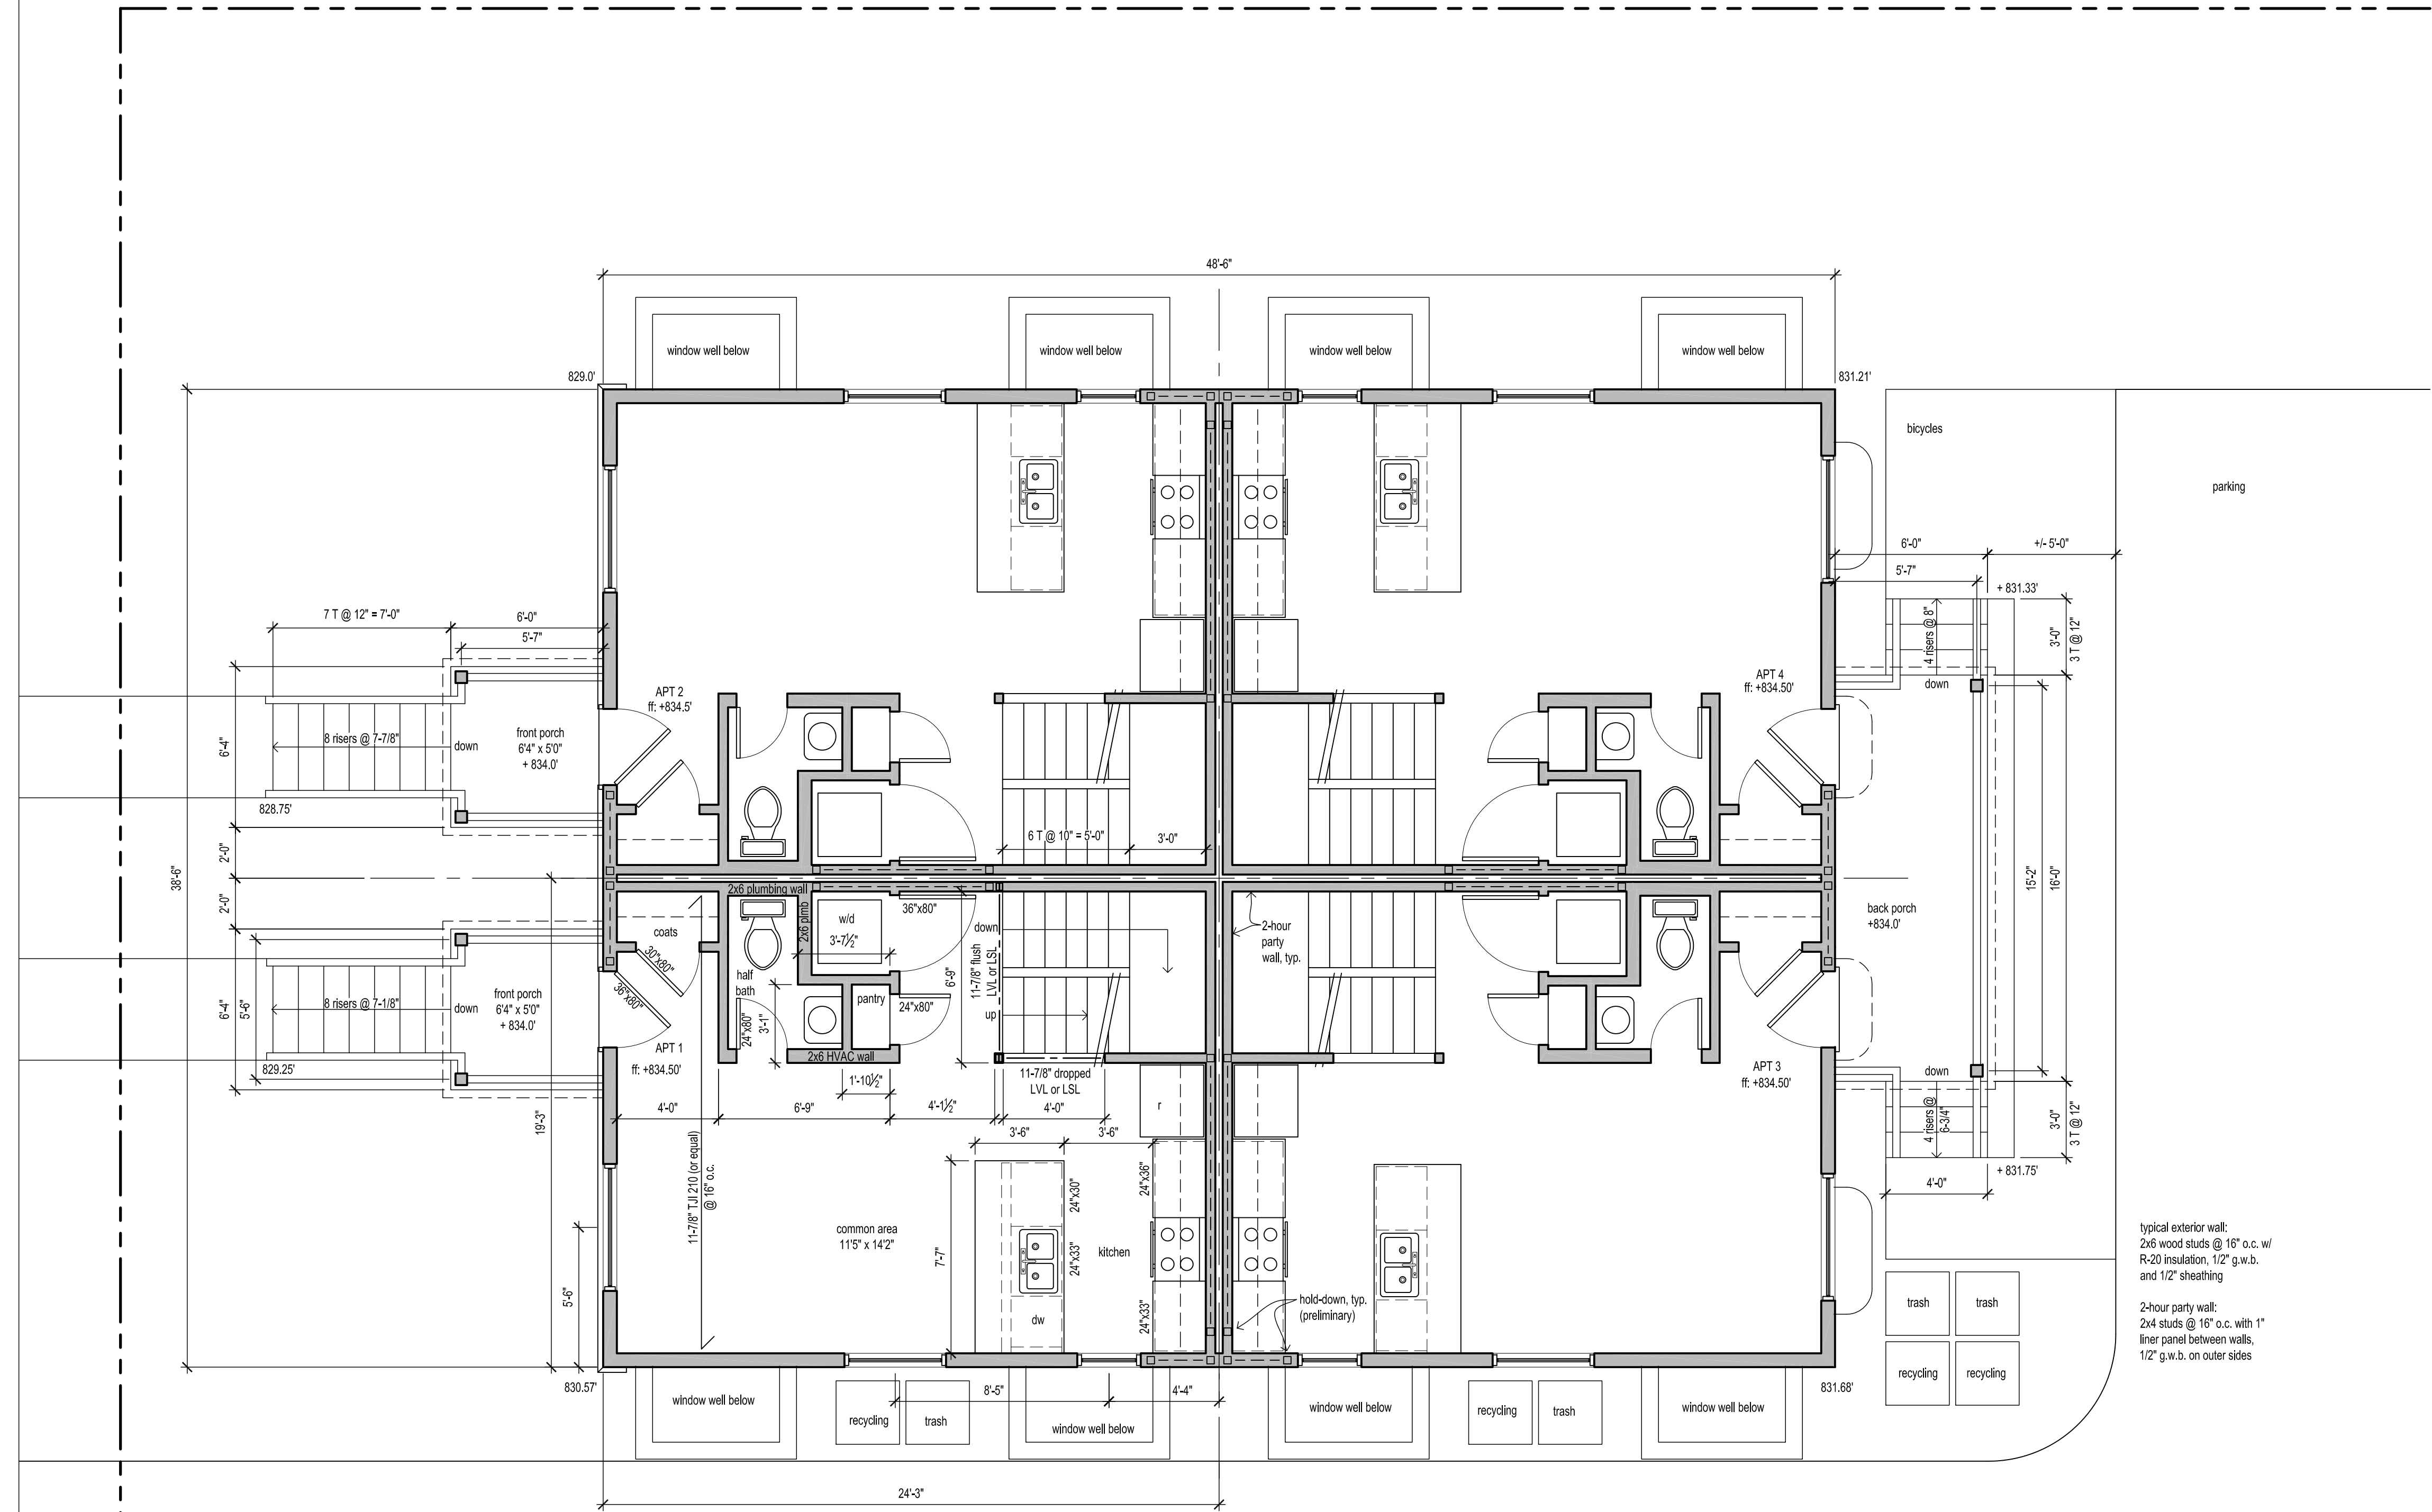 48'-6"
window well below
window well below
window well below
window well below
829.0'
831.21'
bicycles
parking
6'-0"
+/- 5'-0"
5'-7"
+ 831.33'
4 risers @ 8"
3'-0"
3 T @ 12"
down
7 T @ 12" = 7'-0"
6'-0"
5'-7"
APT 2
ff: +834.5'
APT 4
ff: +834.50'
6'-4"
8 risers @ 7-7/8"
down
front porch
6'4" x 5'0"
+ 834.0'
828.75'
2'-0"
38'-6"
2'-0"
6 T @ 10" = 5'-0"
3'-0"
15'-2"
16'-0"
2x6 plumbing wall
w/d
3'-7½"
2x6 plmb
36"x80"
coats
30"x80"
36"x80"
half
bath
24"x80"
3'-1"
pantry
24"x80"
6'-9"
11-7/8" flush
LVL or LSL
down
up
2-hour
party
wall, typ.
back porch
+834.0'
6'-4"
5'-6"
8 risers @ 7-1/8"
down
front porch
6'4" x 5'0"
+ 834.0'
829.25'
APT 1
ff: +834.50'
2x6 HVAC wall
1'-10½"
11-7/8" dropped
LVL or LSL
APT 3
ff: +834.50'
down
4 risers @
6-3/4"
3'-0"
3 T @ 12"
+ 831.75'
4'-0"
19'-3"
4'-0"
6'-9"
4'-1½"
4'-0"
r
3'-6"
3'-6"
11-7/8" TJI 210 (or equal)
@ 16" o.c.
5'-6"
common area
11'5" x 14'2"
7'-7"
24"x30"
24"x33"
24"x36"
24"x33"
kitchen
dw
hold-down, typ.
(preliminary)
typical exterior wall:
2x6 wood studs @ 16" o.c. w/
R-20 insulation, 1/2" g.w.b.
and 1/2" sheathing
2-hour party wall:
2x4 studs @ 16" o.c. with 1"
liner panel between walls,
1/2" g.w.b. on outer sides
trash
trash
recycling
recycling
830.57'
831.68'
window well below
recycling
trash
8'-5"
4'-4"
window well below
window well below
recycling
trash
window well below
24'-3"